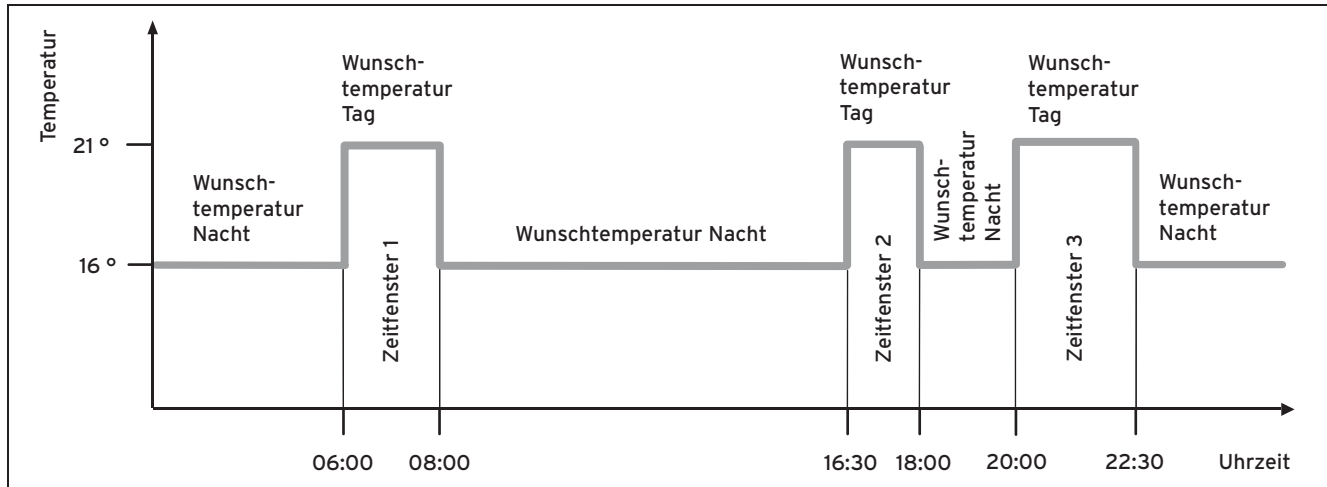 Temperatur
21 °
16 °
Wunsch-
temperatur
Nacht
Wunsch-
temperatur
Tag
Zeitfenster 1
Wunschtemperatur Nacht
Wunsch-
temperatur
Tag
Zeitfenster 2
Wunsch-
temperatur
Nacht
Wunsch-
temperatur
Tag
Zeitfenster 3
Wunsch-
temperatur
Nacht
06:00
08:00
16:30
18:00
20:00
22:30
Uhrzeit